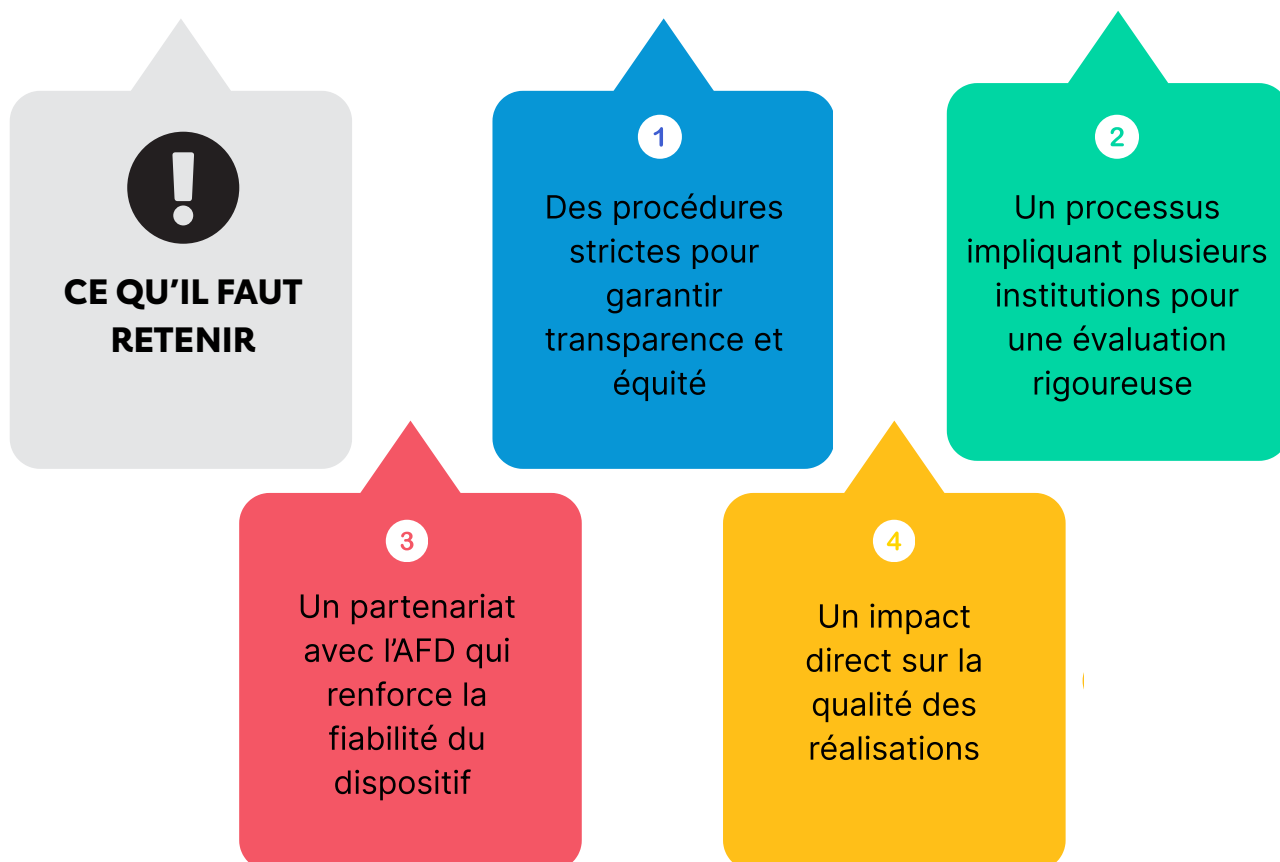 CE QU’IL FAUT
RETENIR
1
Des procédures
strictes pour
garantir
transparence et
équité
2
Un processus
impliquant plusieurs
institutions pour
une évaluation
rigoureuse
3
Un partenariat
avec l’AFD qui
renforce la
fiabilité du
dispositif
4
Un impact
direct sur la
qualité des
réalisations